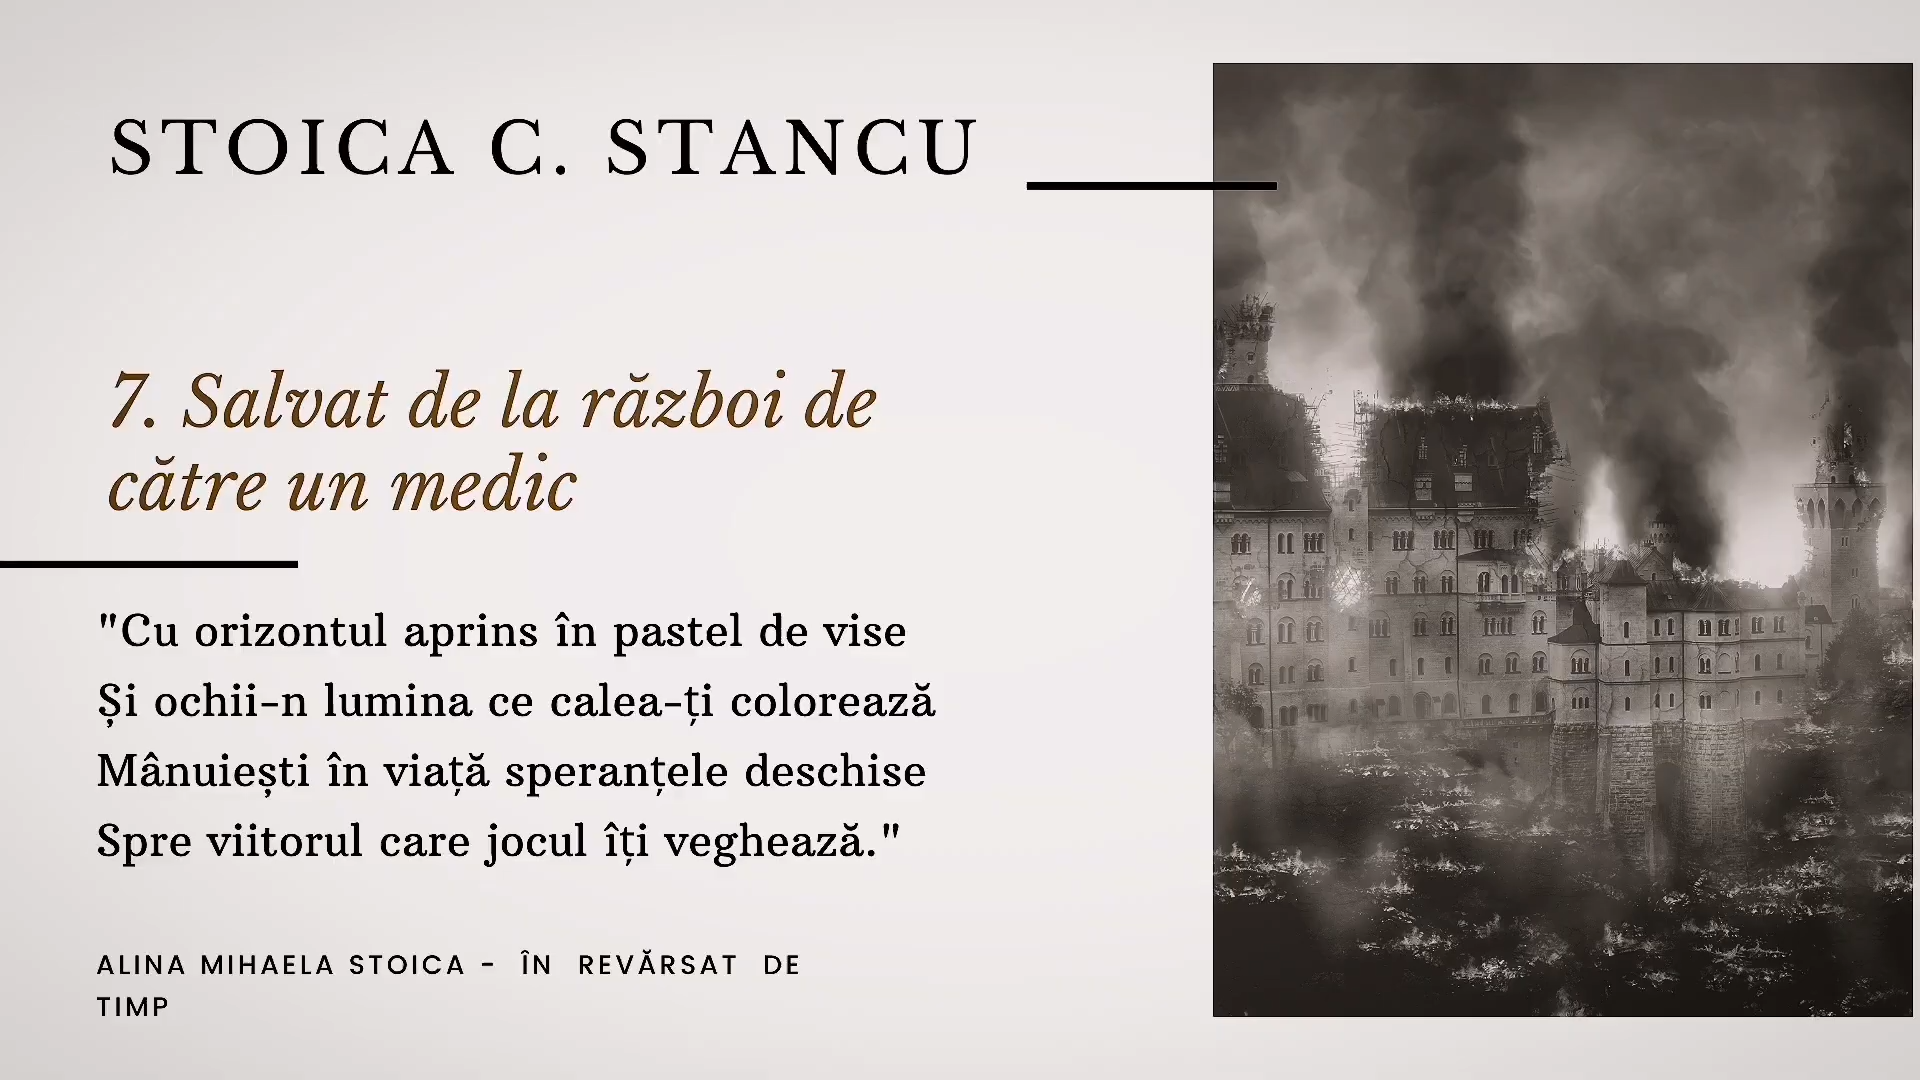 STOICA C. STANCU
7. Salvat de la război de
către un medic
"Cu orizontul aprins în pastel de vise
Și ochii-n lumina ce calea-ți colorează
Mânuiești în viață speranțele deschise
Spre viitorul care jocul îți veghează."
ALINA MIHAELA STOICA - ÎN REVĂRSAT DE
TIMP